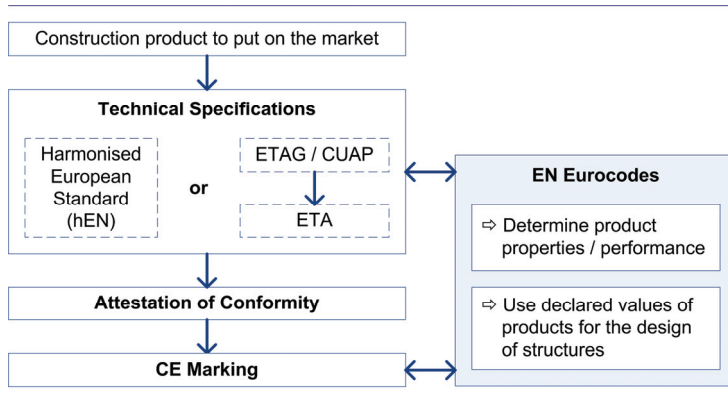 Construction product to put on the market
Technical Specifications
Harmonised
European
Standard
(hEN)
or
ETAG / CUAP
ETA
Attestation of Conformity
CE Marking
EN Eurocodes
⇨ Determine product
properties / performance
⇨ Use declared values of
products for the design
of structures